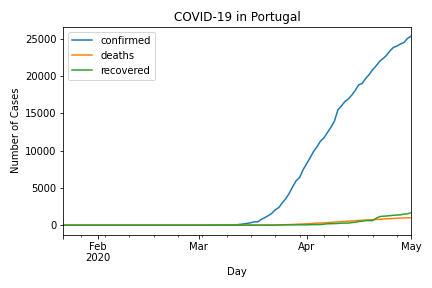 COVID-19 in Portugal
confirmed
deaths
recovered
25000
20000
15000
10000
5000
0
Number of Cases
Feb
2020
Mar
Apr
May
Day